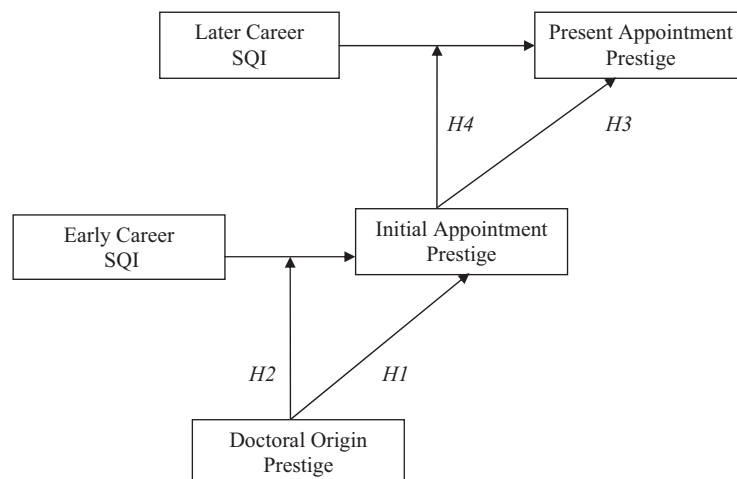 Later Career
SQI
Present Appointment
Prestige
H4
H3
Early Career
SQI
Initial Appointment
Prestige
H2
H1
Doctoral Origin
Prestige